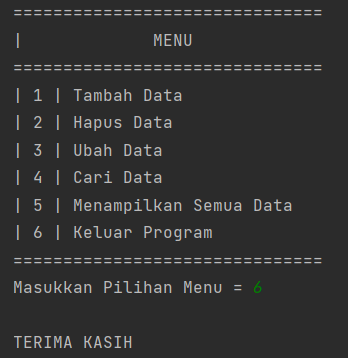 ===============================
|             MENU
===============================
| 1 | Tambah Data
| 2 | Hapus Data
| 3 | Ubah Data
| 4 | Cari Data
| 5 | Menampilkan Semua Data
| 6 | Keluar Program
===============================
Masukkan Pilihan Menu = 6
TERIMA KASIH